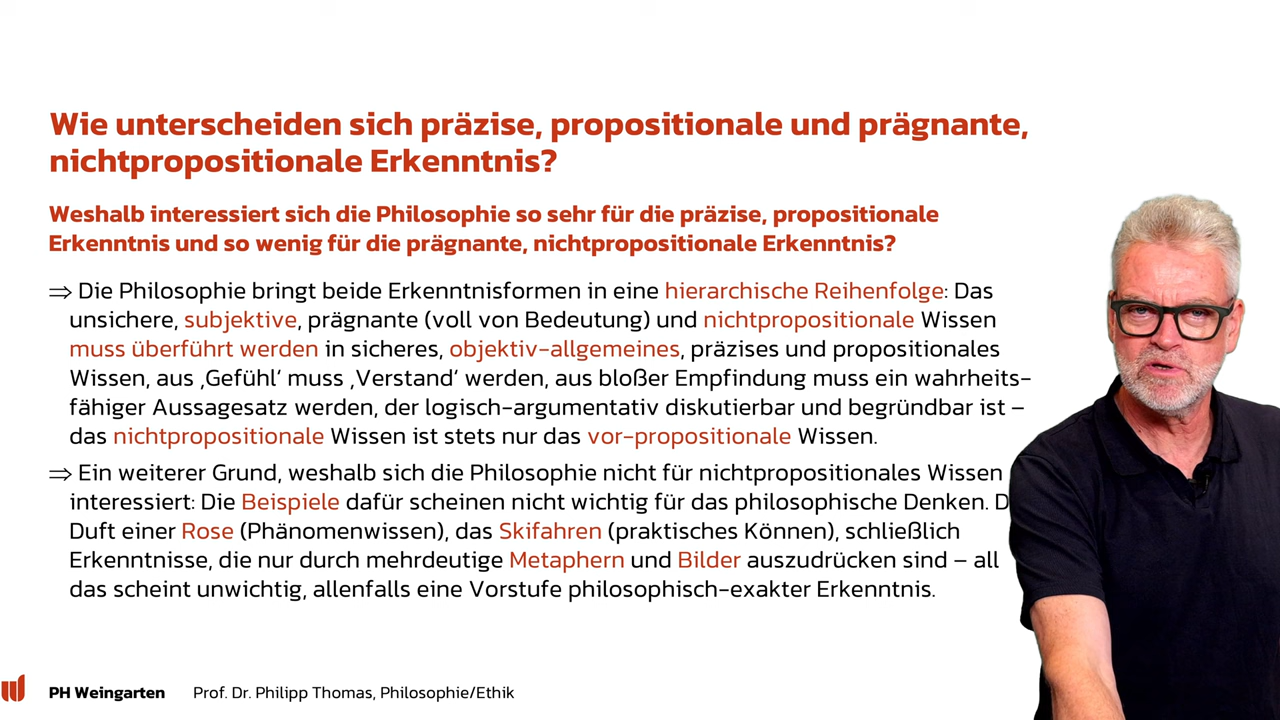 Wie unterscheiden sich präzise, propositionale und prägnante,
nichtpropositionale Erkenntnis?
Weshalb interessiert sich die Philosophie so sehr für die präzise, propositionale
Erkenntnis und so wenig für die prägnante, nichtpropositionale Erkenntnis?
⇒ Die Philosophie bringt beide Erkenntnisformen in eine hierarchische Reihenfolge: Das
unsichere, subjektive, prägnante (voll von Bedeutung) und nichtpropositionale Wissen
muss überführt werden in sicheres, objektiv-allgemeines, präzises und propositionales
Wissen, aus ‚Gefühl‘ muss ‚Verstand‘ werden, aus bloßer Empfindung muss ein wahrheits-
fähiger Aussagesatz werden, der logisch-argumentativ diskutierbar und begründbar ist –
das nichtpropositionale Wissen ist stets nur das vor-propositionale Wissen.
⇒ Ein weiterer Grund, weshalb sich die Philosophie nicht für nichtpropositionales Wissen
interessiert: Die Beispiele dafür scheinen nicht wichtig für das philosophische Denken. D
Duft einer Rose (Phänomenwissen), das Skifahren (praktisches Können), schließlich
Erkenntnisse, die nur durch mehrdeutige Metaphern und Bilder auszudrücken sind – all
das scheint unwichtig, allenfalls eine Vorstufe philosophisch-exakter Erkenntnis.
PH Weingarten Prof. Dr. Philipp Thomas, Philosophie/Ethik